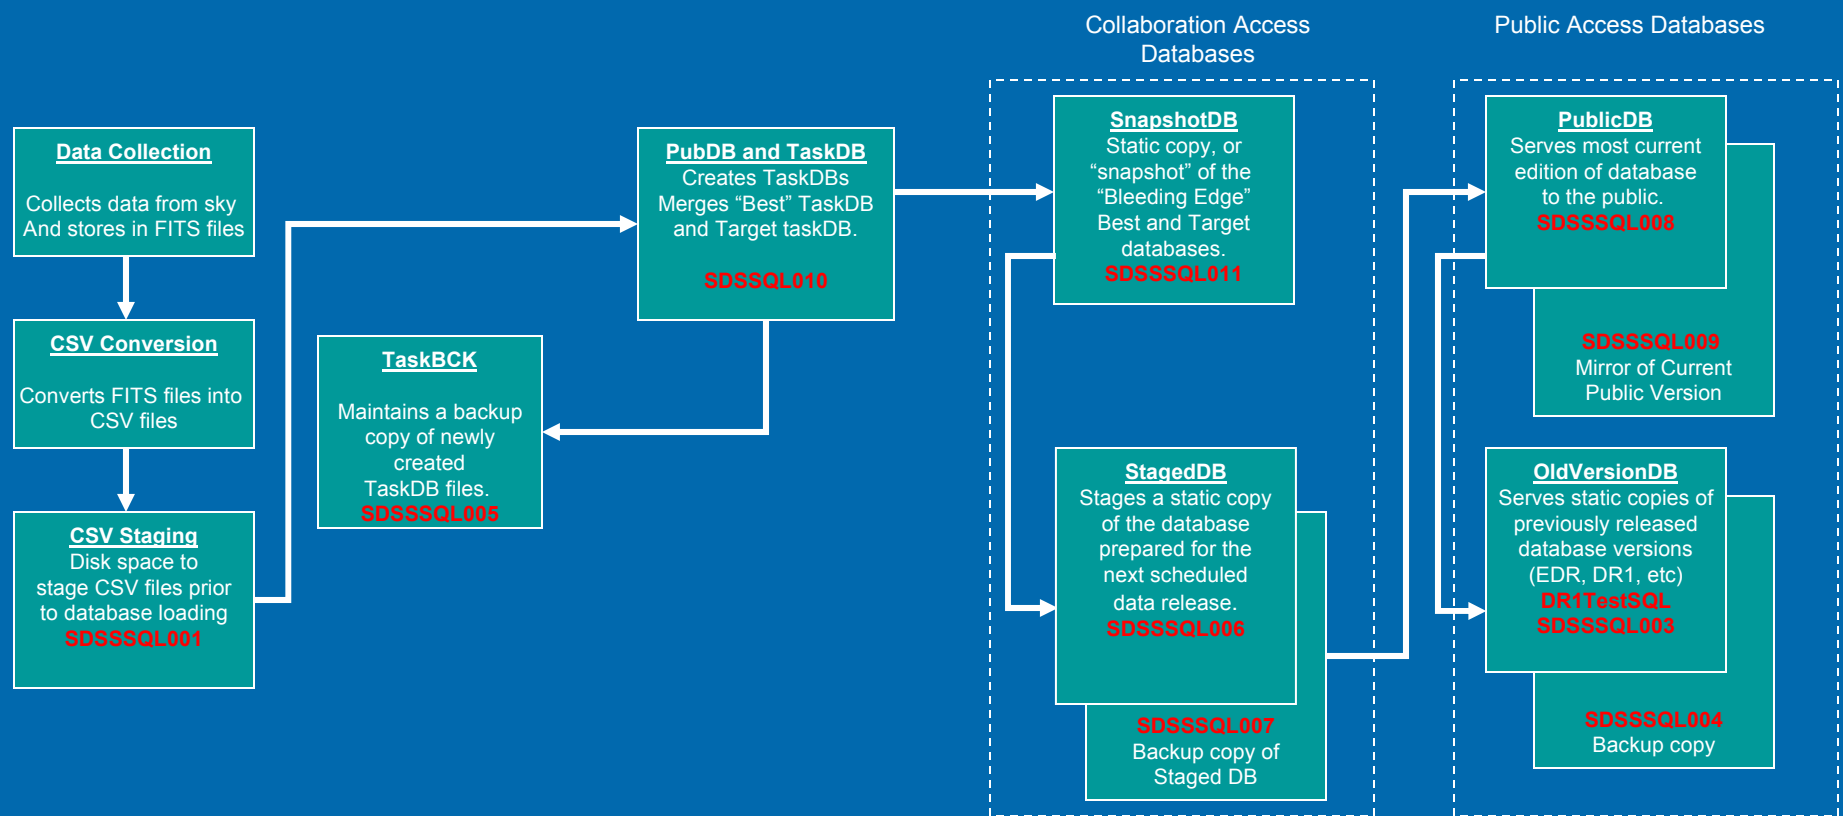 Collaboration Access
Databases
Public Access Databases
Data Collection
Collects data from sky
And stores in FITS files
CSV Conversion
Converts FITS files into
CSV files
CSV Staging
Disk space to
stage CSV files prior
to database loading
SDSSSQL001
TaskBCK
Maintains a backup
copy of newly
created
TaskDB files.
SDSSSQL005
PubDB and TaskDB
Creates TaskDBs
Merges “Best” TaskDB
and Target taskDB.
SDSSQL010
SnapshotDB
Static copy, or
“snapshot” of the
“Bleeding Edge”
Best and Target
databases.
SDSSSQL011
StagedDB
Stages a static copy
of the database
prepared for the
next scheduled
data release.
SDSSSQL006
SDSSSQL007
Backup copy of
Staged DB
PublicDB
Serves most current
edition of database
to the public.
SDSSSQL008
SDSSSQL009
Mirror of Current
Public Version
OldVersionDB
Serves static copies of
previously released
database versions
(EDR, DR1, etc)
DR1TestSQL
SDSSSQL003
SDSSSQL004
Backup copy